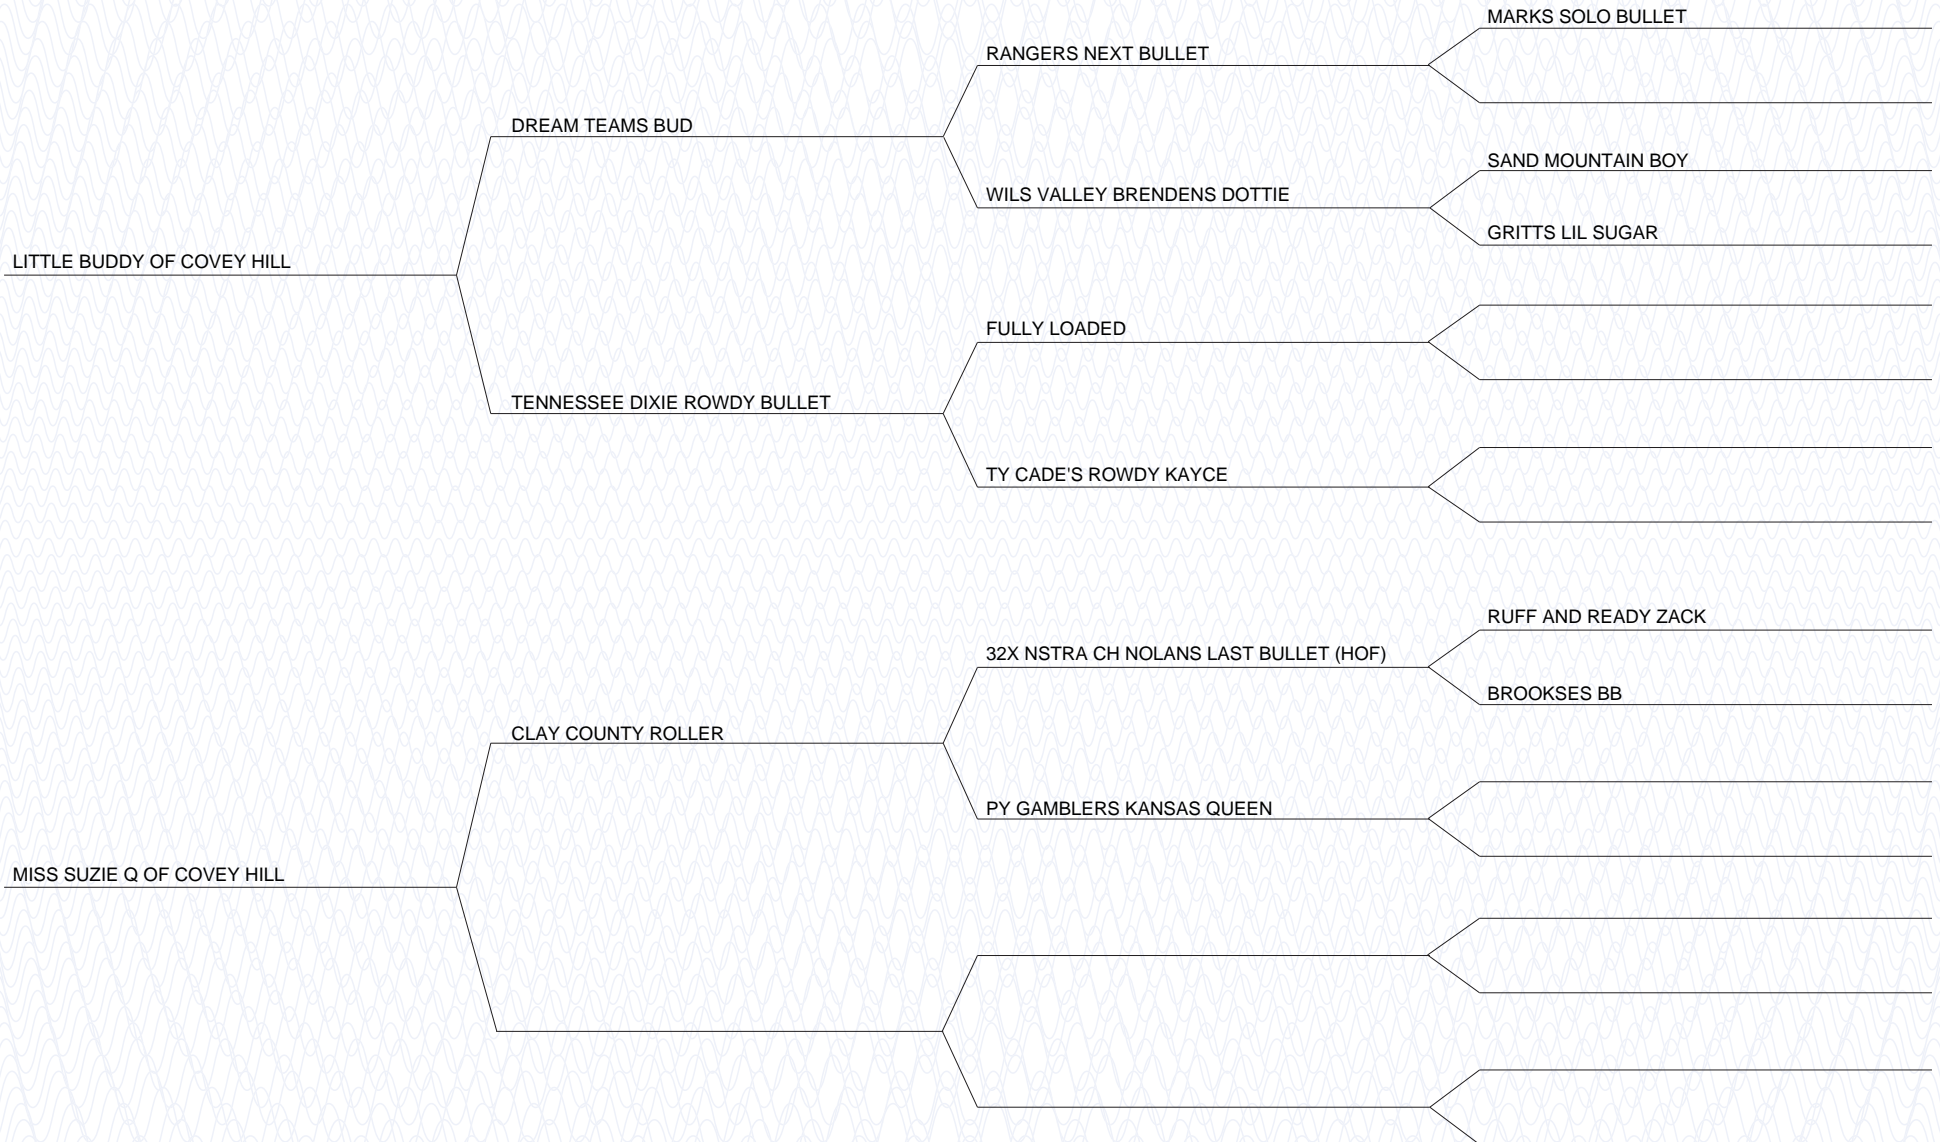 MARKS SOLO BULLET
RANGERS NEXT BULLET
DREAM TEAMS BUD
SAND MOUNTAIN BOY
WILS VALLEY BRENDENS DOTTIE
GRITTS LIL SUGAR
LITTLE BUDDY OF COVEY HILL
FULLY LOADED
TENNESSEE DIXIE ROWDY BULLET
TY CADE'S ROWDY KAYCE
RUFF AND READY ZACK
32X NSTRA CH NOLANS LAST BULLET (HOF)
BROOKSES BB
CLAY COUNTY ROLLER
PY GAMBLERS KANSAS QUEEN
MISS SUZIE Q OF COVEY HILL